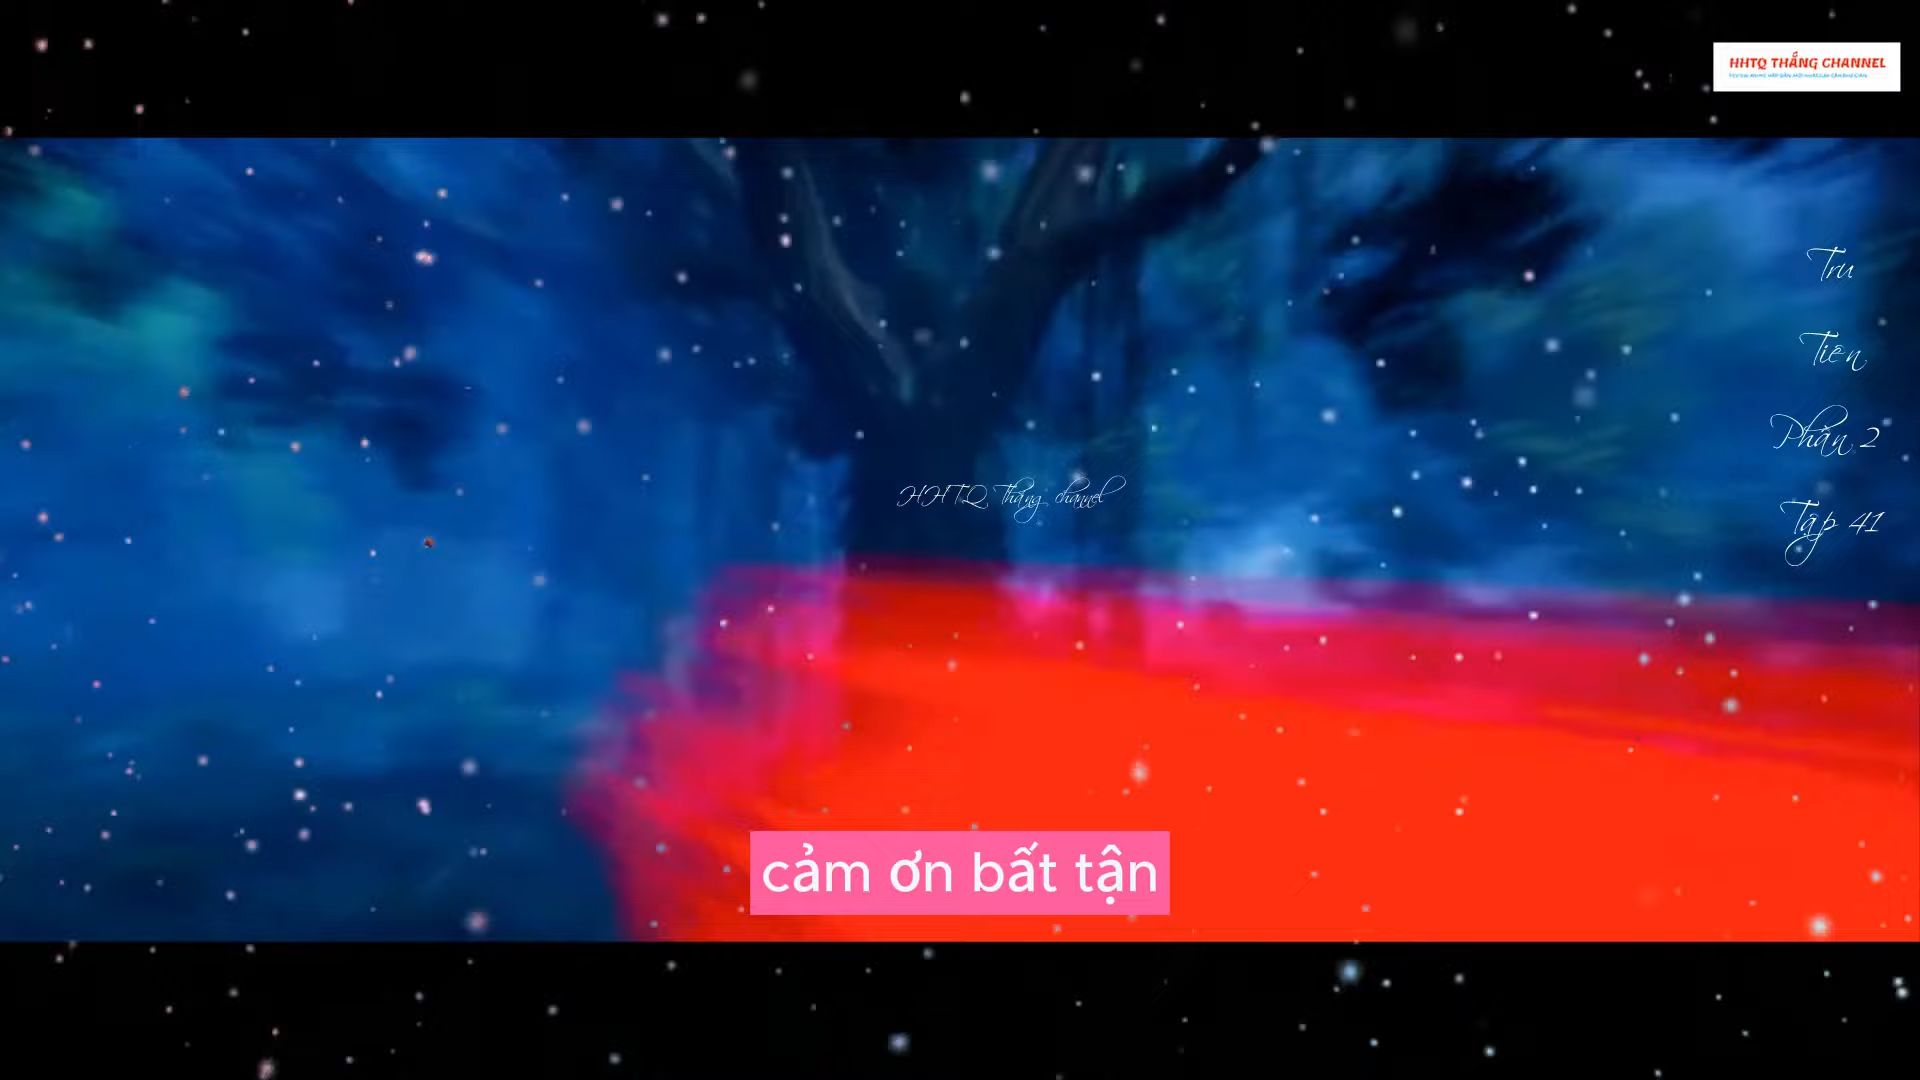 HHTQ THẮNG CHANNEL
Tru
Tiên
Phần 2
HHTQ Thắng channel
Tập 41
cảm ơn bất tận